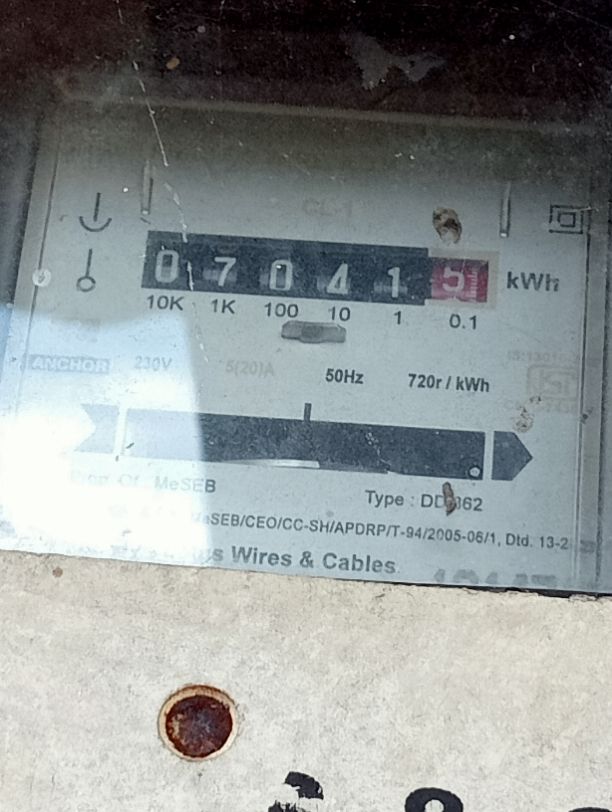 CL-1
0 7 0 4 1 5 kWh
10K 1K 100 10 1 0.1
ANCHOR 230V 5(20)A 50Hz 720r / kWh
Prop. Of. MeSEB
Type :
MeSEB/CEO/CC-SH/APDRP/T-94/2005-06/1, Dtd. 13-2
Wires & Cables